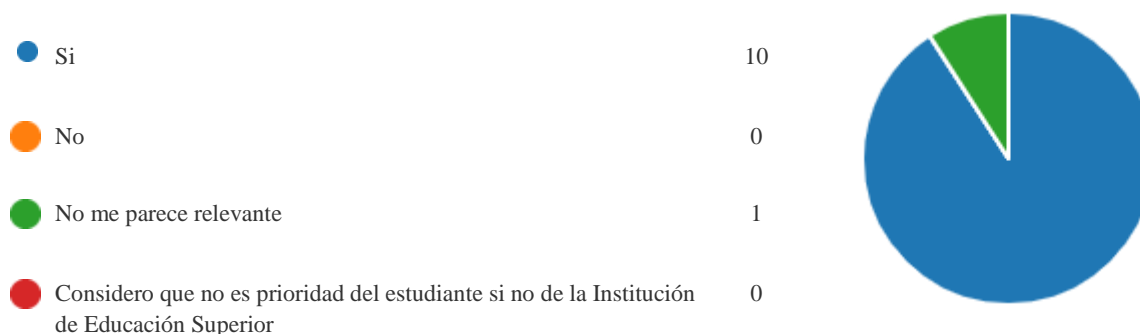 Si 10
No 0
No me parece relevante 1
Considero que no es prioridad del estudiante si no de la Institución 0
de Educación Superior